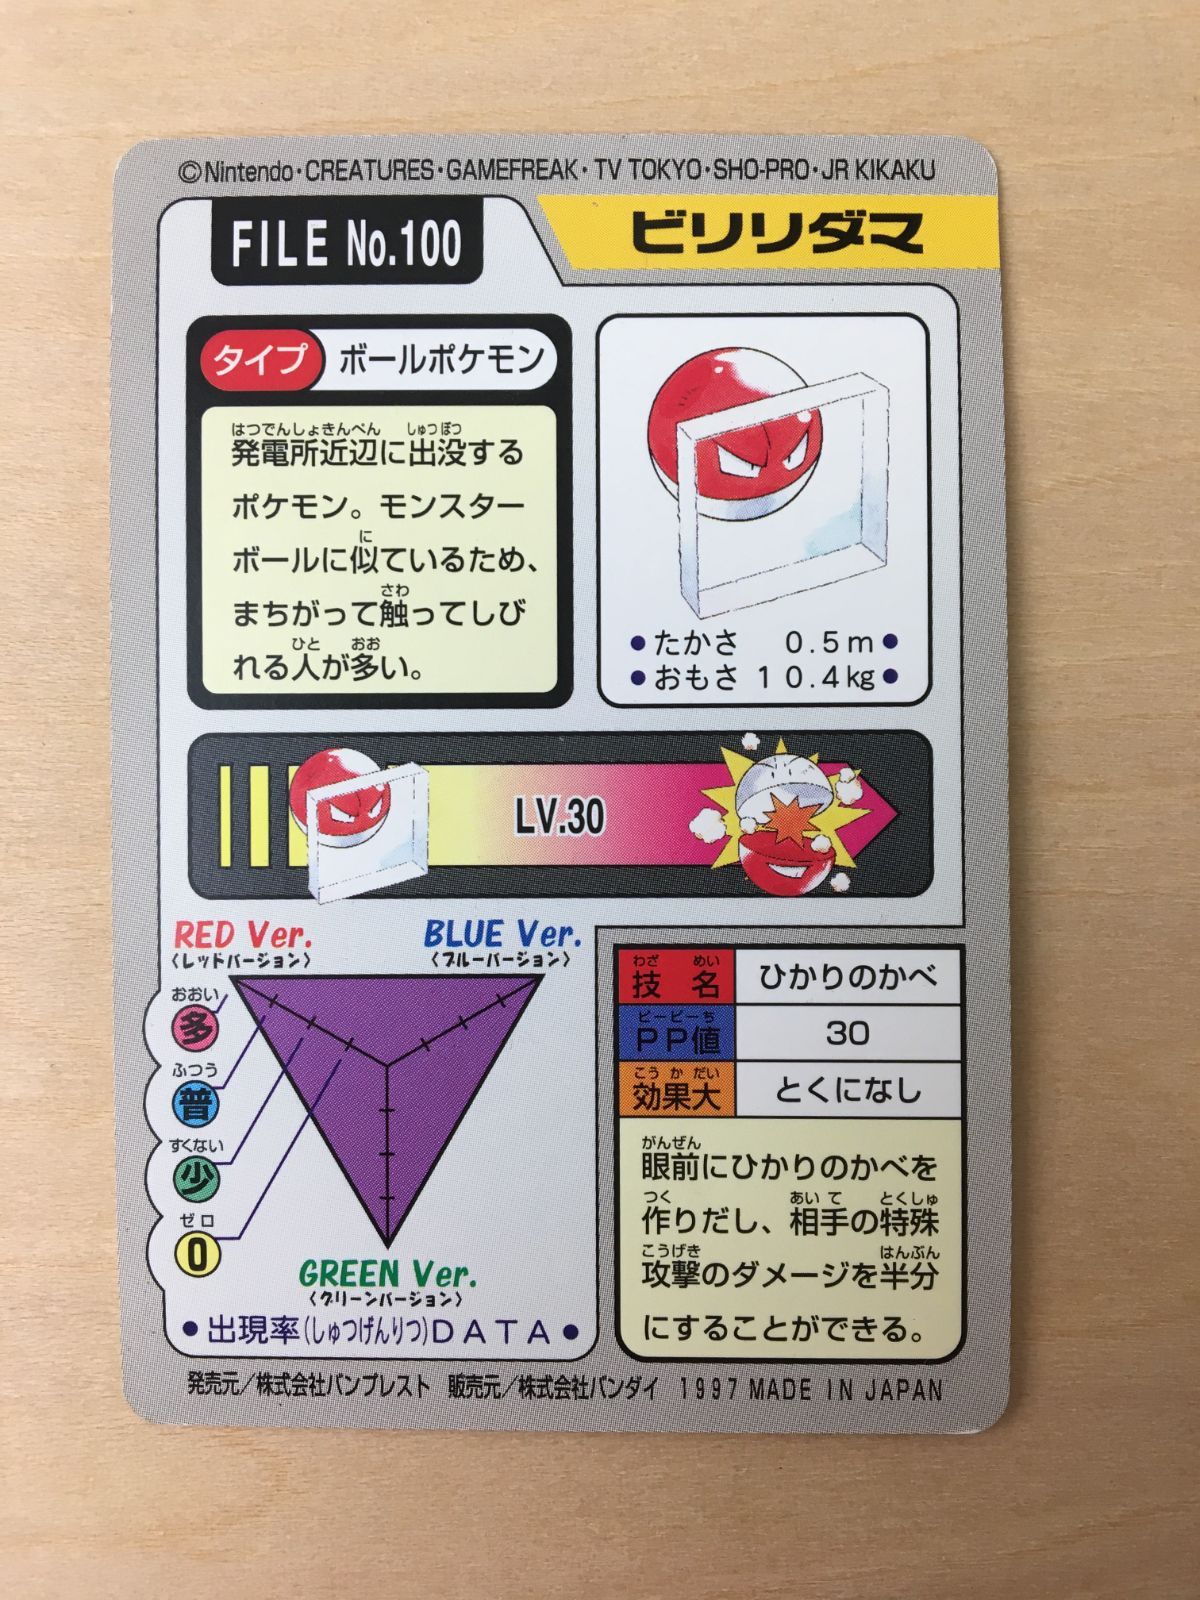 ©Nintendo・CREATURES・GAMEFREAK・TV TOKYO・SHO-PRO・JR KIKAKU
FILE No.100
ビリリダマ
タイプ ボールポケモン
はつでんしょきんぺん しゅつぼつ
発電所近辺に出没する
ポケモン。モンスター
に
ボールに似ているため、
さわ
まちがって触ってしび
ひと おお
れる人が多い。
●たかさ 0.5m●
●おもさ 10.4kg●
LV.30
RED Ver.
〈レッドバージョン〉
BLUE Ver.
〈ブルーバージョン〉
おおい
多
ふつう
普
すくない
少
ゼロ
0
GREEN Ver.
〈グリーンバージョン〉
●出現率(しゅつげんりつ)DATA●
わざ めい
技名 ひかりのかべ
ピーピーち
PP値 30
こうかだい
効果大 とくになし
がんぜん
眼前にひかりのかべを
つく あいて とくしゅ
作りだし、相手の特殊
こうげき はんぶん
攻撃のダメージを半分
にすることができる。
発売元／株式会社バンプレスト 販売元／株式会社バンダイ 1997 MADE IN JAPAN